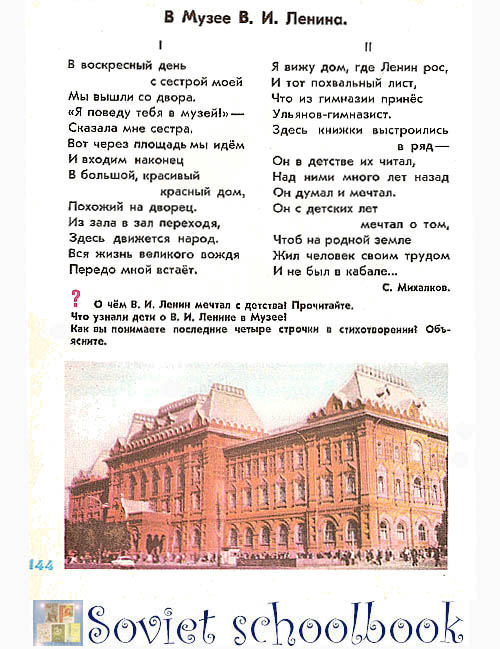 В Музее В. И. Ленина.
I
В воскресный день
с сестрой моей
Мы вышли со двора.
«Я поведу тебя в музей!»—
Сказала мне сестра.
Вот через площадь мы идём
И входим наконец
В большой, красивый
красный дом,
Похожий на дворец.
Из зала в зал переходя,
Здесь движется народ.
Вся жизнь великого вождя
Передо мной встаёт.
II
Я вижу дом, где Ленин рос,
И тот похвальный лист,
Что из гимназии принёс
Ульянов-гимназист.
Здесь книжки выстроились
в ряд—
Он в детстве их читал,
Над ними много лет назад
Он думал и мечтал.
Он с детских лет
мечтал о том,
Чтоб на родной земле
Жил человек своим трудом
И не был в кабале...
С. Михалков.
? О чём В. И. Ленин мечтал с детства? Прочитайте.
Что узнали дети о В. И. Ленине в Музее?
Как вы понимаете последние четыре строчки в стихотворении? Объ-
ясните.
144
Soviet schoolbook